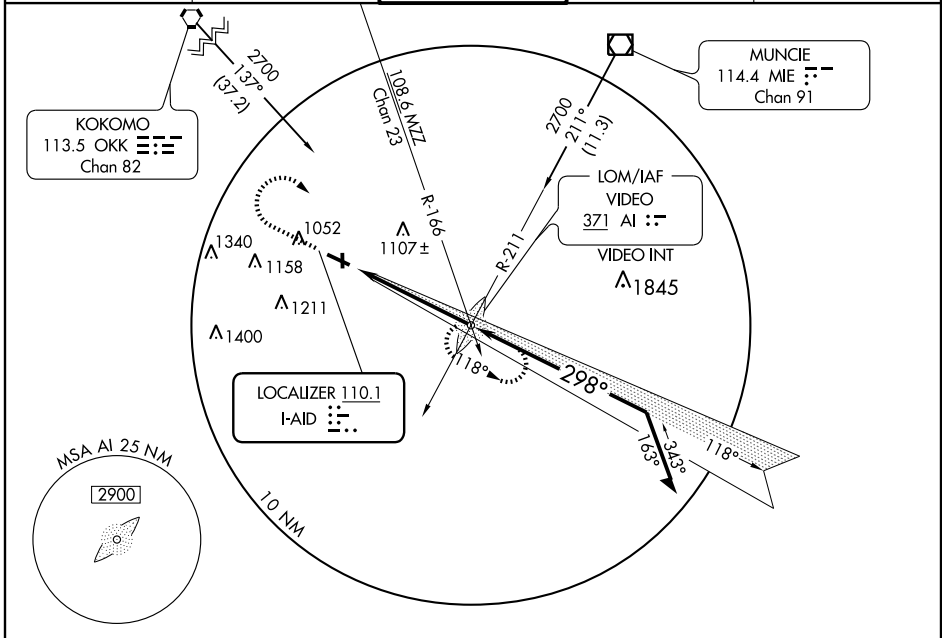 2700
137°
(37.2)
KOKOMO
113.5 OKK
Chan 82
108.6 MZZ
Chan 23
R-166
MUNCIE
114.4 MIE
Chan 91
2700
211°
(11.3)
R-211
LOM/IAF
VIDEO
371 AI
VIDEO INT
1845
1052
1107 ±
1340
1158
1211
1400
LOCALIZER 110.1
I-AID
118°
298°
163°
343°
118°
10 NM
MSA AI 25 NM
2900